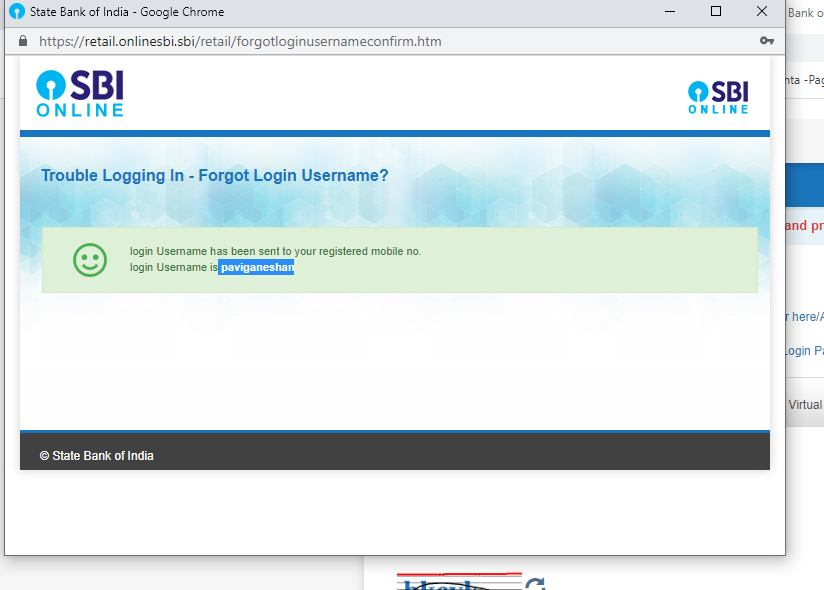 State Bank of India - Google Chrome
https://retail.onlinesbi.sbi/retail/forgotloginusernameconfirm.htm
SBI
ONLINE
SBI
ONLINE
Trouble Logging In - Forgot Login Username?
login Username has been sent to your registered mobile no.
login Username is paviganeshan
© State Bank of India
Bank o
nta -Pag
and pr
r here/A
Login Pa
Virtual